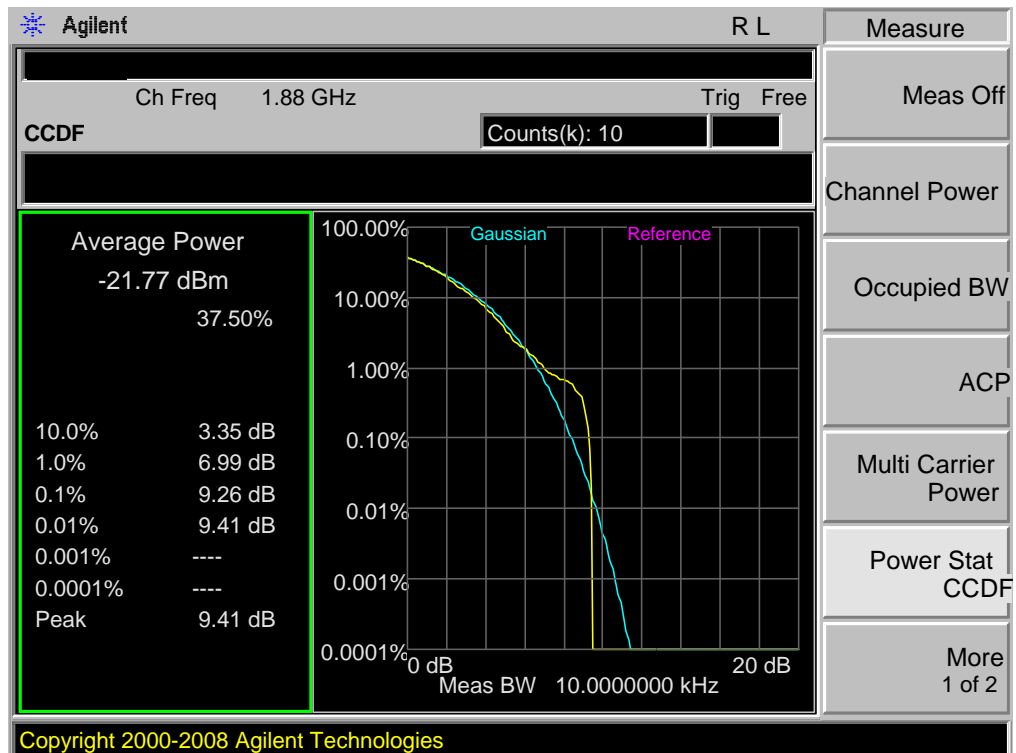 Agilent R L Measure
Ch Freq 1.88 GHz Trig Free
CCDF Counts(k): 10
Meas Off
Channel Power
Occupied BW
ACP
Multi Carrier
Power
Power Stat
CCDF
More
1 of 2
Average Power
-21.77 dBm
37.50%
10.0% 3.35 dB
1.0% 6.99 dB
0.1% 9.26 dB
0.01% 9.41 dB
0.001% ----
0.0001% ----
Peak 9.41 dB
Gaussian Reference
100.00%
10.00%
1.00%
0.10%
0.01%
0.001%
0.0001%
0 dB 20 dB
Meas BW 10.0000000 kHz
Copyright 2000-2008 Agilent Technologies